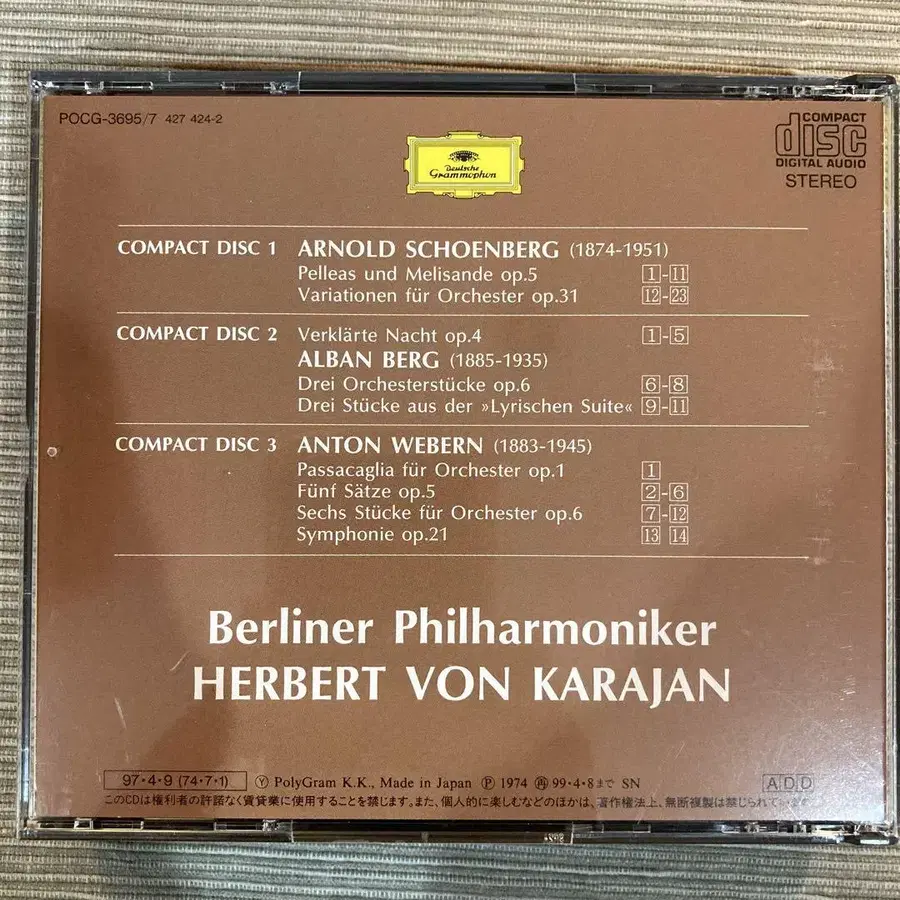 POCG-3695/7 427 424-2
Deutsche
Grammophon
COMPACT
disc
DIGITAL AUDIO
STEREO
COMPACT DISC 1 ARNOLD SCHOENBERG (1874-1951)
Pelleas und Melisande op.5 1-11
Variationen für Orchester op.31 12-23
COMPACT DISC 2 Verklärte Nacht op.4 1-5
ALBAN BERG (1885-1935)
Drei Orchesterstücke op.6 6-8
Drei Stücke aus der »Lyrischen Suite« 9-11
COMPACT DISC 3 ANTON WEBERN (1883-1945)
Passacaglia für Orchester op.1 1
Fünf Sätze op.5 2-6
Sechs Stücke für Orchester op.6 7-12
Symphonie op.21 13 14
Berliner Philharmoniker
HERBERT VON KARAJAN
97・4・9 (74・7・1) Ⓨ PolyGram K.K., Made in Japan Ⓟ 1974 再 99・4・8まで SN ADD
このCDは権利者の許諾なく賃貸業に使用することを禁じます。また、個人的に楽しむなどのほかは、著作権法上、無断複製は禁じられています。